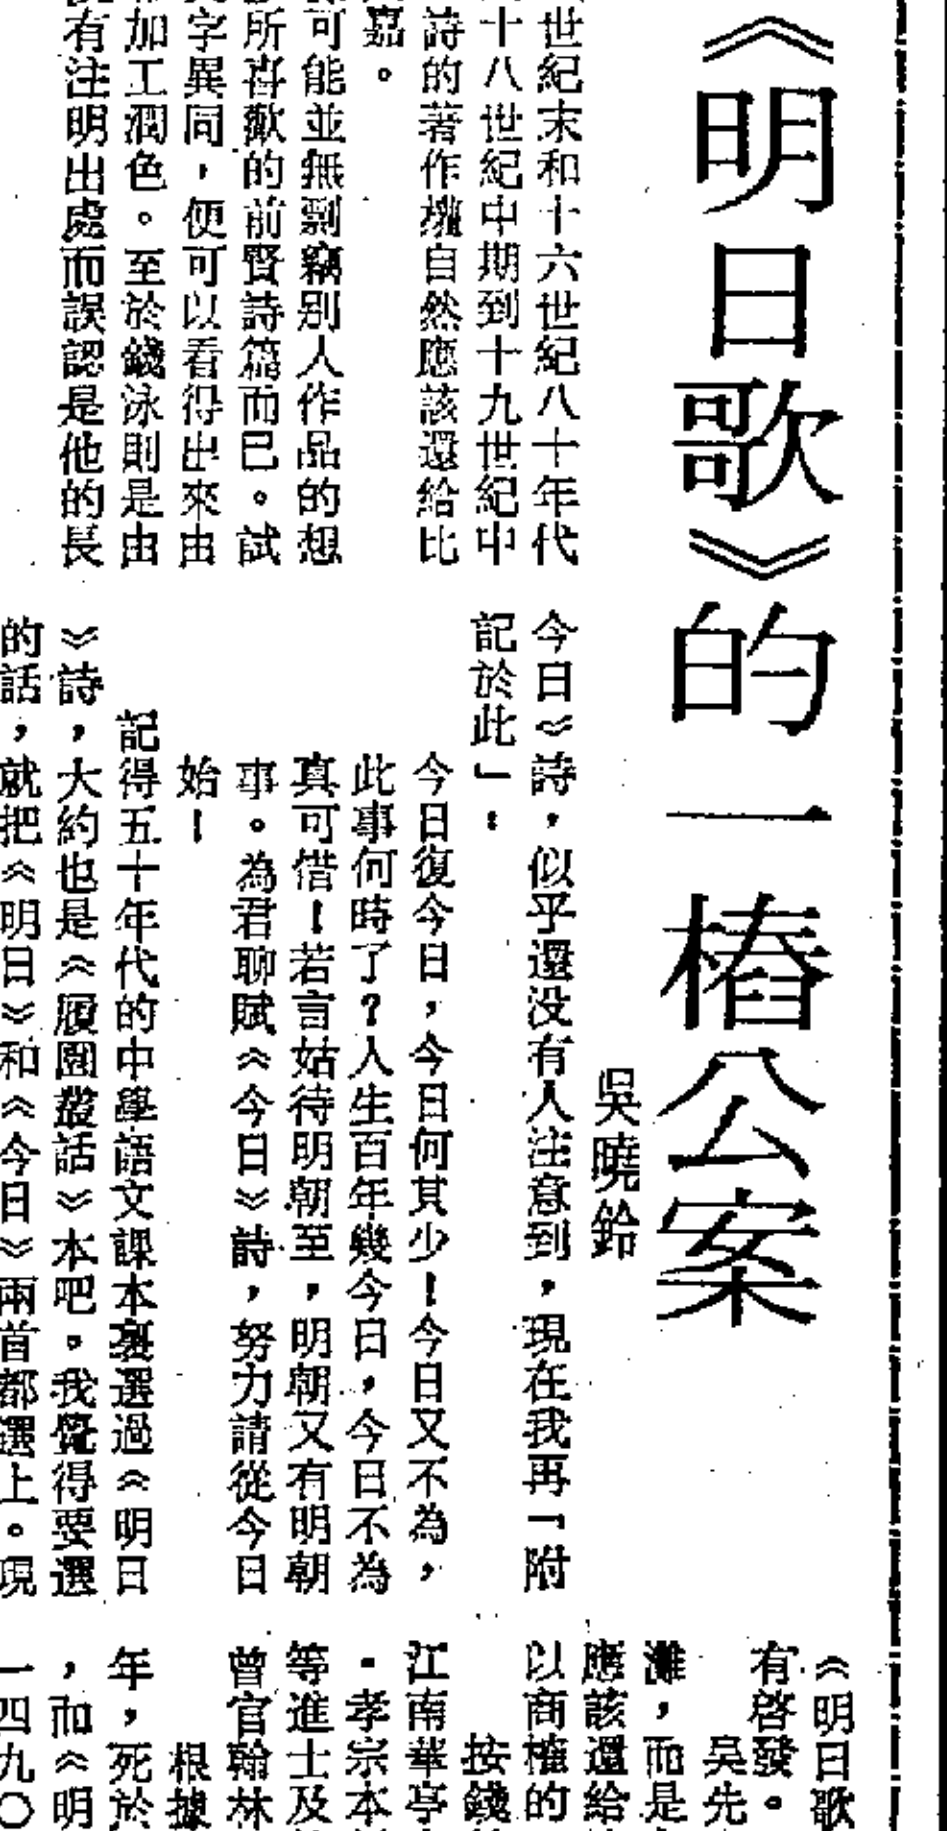 《明日歌》的一樁公案
吳曉鈴
世紀末和十六世紀八十年代
十八世紀中期到十九世紀中
詩的著作權自然應該還給比
嘉。
可能並無剽竊別人作品的想
所喜歡的前賢詩篇而已。試
字異同，便可以看得出來由
加工潤色。至於錢泳則是由
有注明出處而誤認是他的長
今日》詩，似乎還没有人注意到，現在我再「附
記於此」：
今日復今日，今日何其少！今日又不為，
此事何時了？人生百年幾今日，今日不為
真可惜！若言姑待明朝至，明朝又有明朝
事。為君聊賦《今日》詩，努力請從今日
始！
記得五十年代的中學語文課本裏選過《明日
》詩，大約也是《履園叢話》本吧。我覺得要選
的話，就把《明日》和《今日》兩首都選上。現
《明日歌
有啓發。
吳先
灘，而是
應該還給
以商榷的
按錢
江南華亭
·孝宗本
等進士及
曾官翰林
根據
年，死於
，而《明
一四九〇